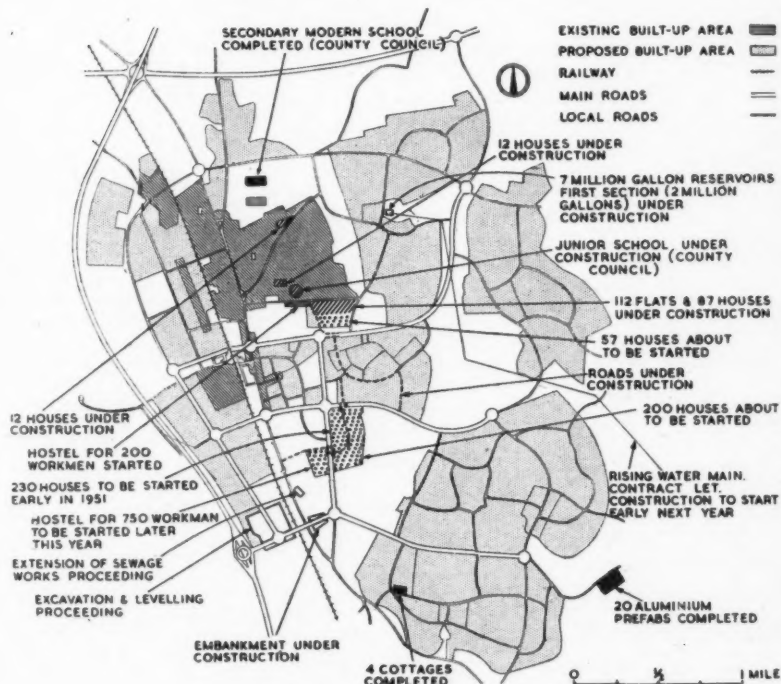 SECONDARY MODERN SCHOOL
COMPLETED (COUNTY COUNCIL)
EXISTING BUILT-UP AREA
PROPOSED BUILT-UP AREA
RAILWAY
MAIN ROADS
LOCAL ROADS
12 HOUSES UNDER
CONSTRUCTION
7 MILLION GALLON RESERVOIRS
FIRST SECTION (2 MILLION
GALLONS) UNDER
CONSTRUCTION
JUNIOR SCHOOL UNDER
CONSTRUCTION (COUNTY
COUNCIL)
112 FLATS & 87 HOUSES
UNDER CONSTRUCTION
57 HOUSES ABOUT
TO BE STARTED
ROADS UNDER
CONSTRUCTION
200 HOUSES ABOUT
TO BE STARTED
RISING WATER MAIN.
CONTRACT LET.
CONSTRUCTION TO START
EARLY NEXT YEAR
20 ALUMINIUM
PREFABS COMPLETED
12 HOUSES UNDER
CONSTRUCTION
HOSTEL FOR 200
WORKMEN STARTED
230 HOUSES TO BE STARTED
EARLY IN 1951
HOSTEL FOR 750 WORKMAN
TO BE STARTED LATER
THIS YEAR
EXTENSION OF SEWAGE
WORKS PROCEEDING
EXCAVATION & LEVELLING
PROCEEDING
EMBANKMENT UNDER
CONSTRUCTION
4 COTTAGES
COMPLETED
0 ½ 1 MILE